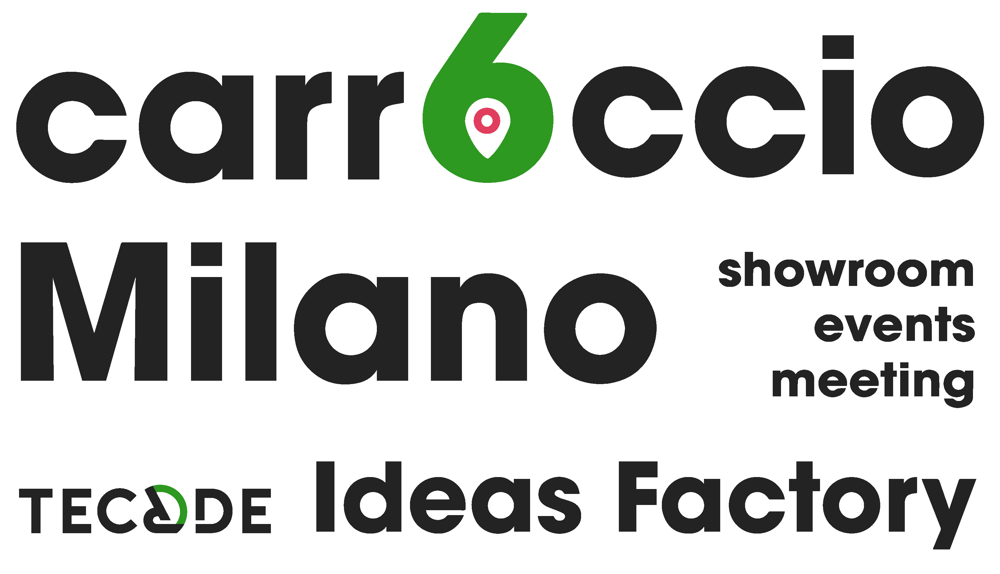 carr6ccio
Milano
showroom
events
meeting
TECODE Ideas Factory